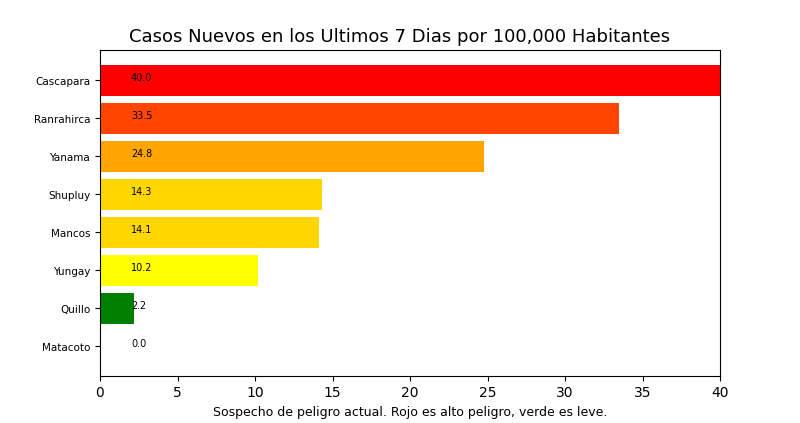 Casos Nuevos en los Ultimos 7 Dias por 100,000 Habitantes
Cascapara 40.0
Ranrahirca 33.5
Yanama 24.8
Shupluy 14.3
Mancos 14.1
Yungay 10.2
Quillo 2.2
Matacoto 0.0
0 5 10 15 20 25 30 35 40
Sospecho de peligro actual. Rojo es alto peligro, verde es leve.